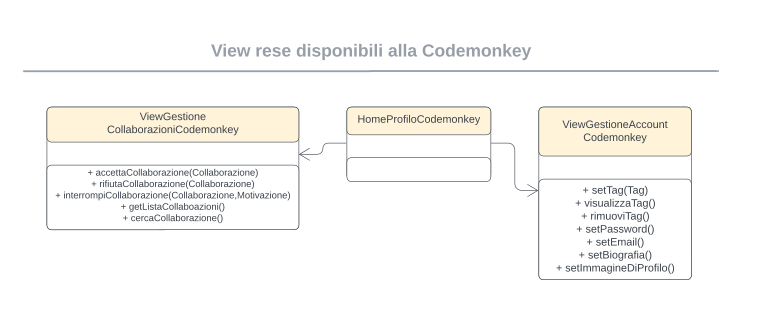 View rese disponibili alla Codemonkey
ViewGestione
CollaborazioniCodemonkey
+ accettaCollaborazione(Collaborazione)
+ rifiutaCollaborazione(Collaborazione)
+ interrompiCollaborazione(Collaborazione,Motivazione)
+ getListaCollaboazioni()
+ cercaCollaborazione()
HomeProfiloCodemonkey
ViewGestioneAccount
Codemonkey
+ setTag(Tag)
+ visualizzaTag()
+ rimuoviTag()
+ setPassword()
+ setEmail()
+ setBiografia()
+ setImmagineDiProfilo()